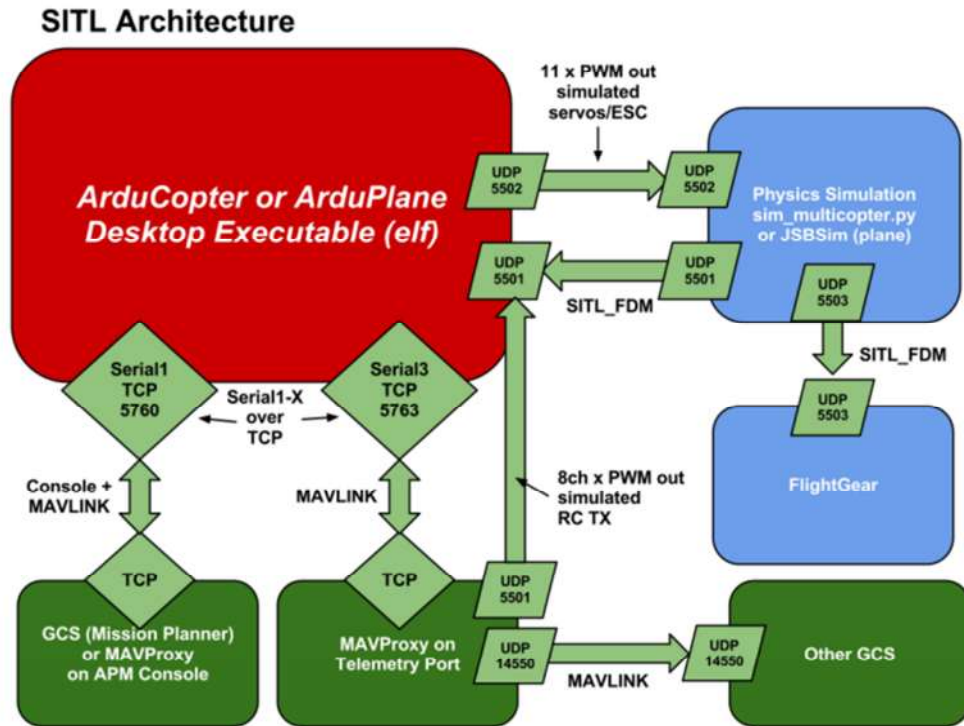 SITL Architecture
11 x PWM out
simulated
servos/ESC
ArduCopter or ArduPlane
Desktop Executable (elf)
UDP
5502
UDP
5502
Physics Simulation
sim_multicopter.py
or JSBSim (plane)
UDP
5501
UDP
5501
SITL_FDM
UDP
5503
SITL_FDM
Serial1
TCP
5760
Serial1-X
over
TCP
Serial3
TCP
5763
UDP
5503
FlightGear
Console +
MAVLINK
MAVLINK
8ch x PWM out
simulated
RC TX
TCP
GCS (Mission Planner)
or MAVProxy
on APM Console
TCP
MAVProxy on
Telemetry Port
UDP
5501
UDP
14550
MAVLINK
UDP
14550
Other GCS